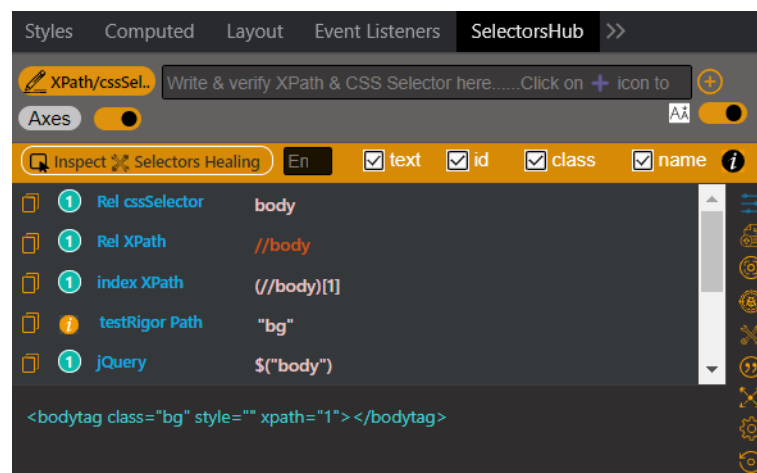 Styles Computed Layout Event Listeners SelectorsHub >>
XPath/cssSel.. Write & verify XPath & CSS Selector here......Click on + icon to
Axes
Inspect Selectors Healing En text id class name i
1 Rel cssSelector body
1 Rel XPath //body
1 index XPath (//body)[1]
i testRigor Path "bg"
1 jQuery $("body")
<bodytag class="bg" style="" xpath="1"></bodytag>